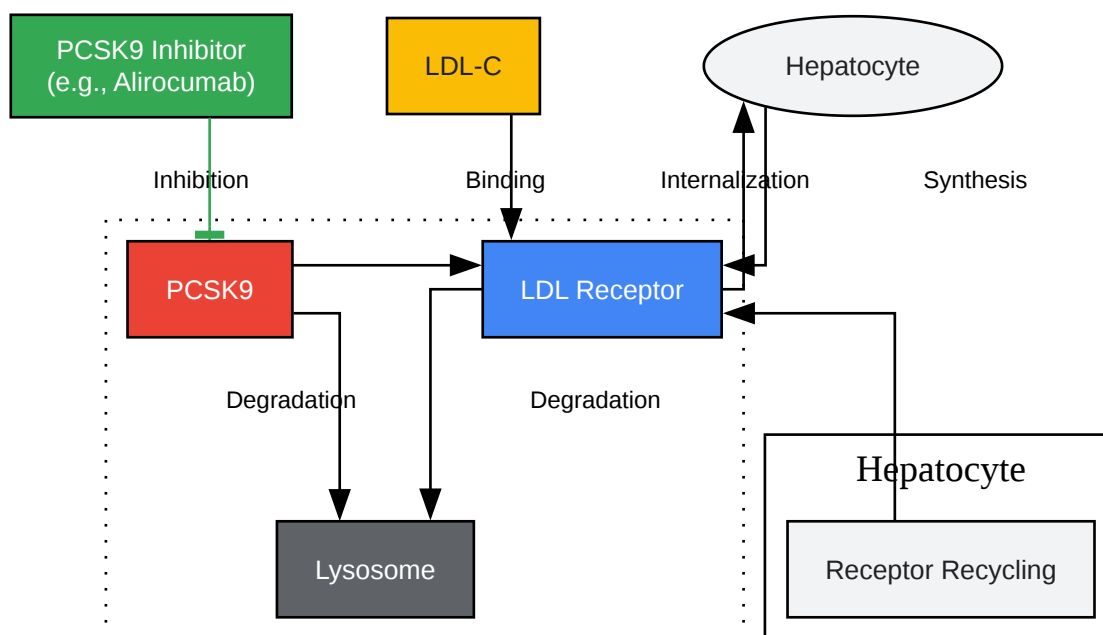 PCSK9 Inhibitor
(e.g., Alirocumab)
LDL-C
Hepatocyte
Inhibition
Binding
Internalization
Synthesis
PCSK9
LDL Receptor
Degradation
Degradation
Hepatocyte
Lysosome
Receptor Recycling